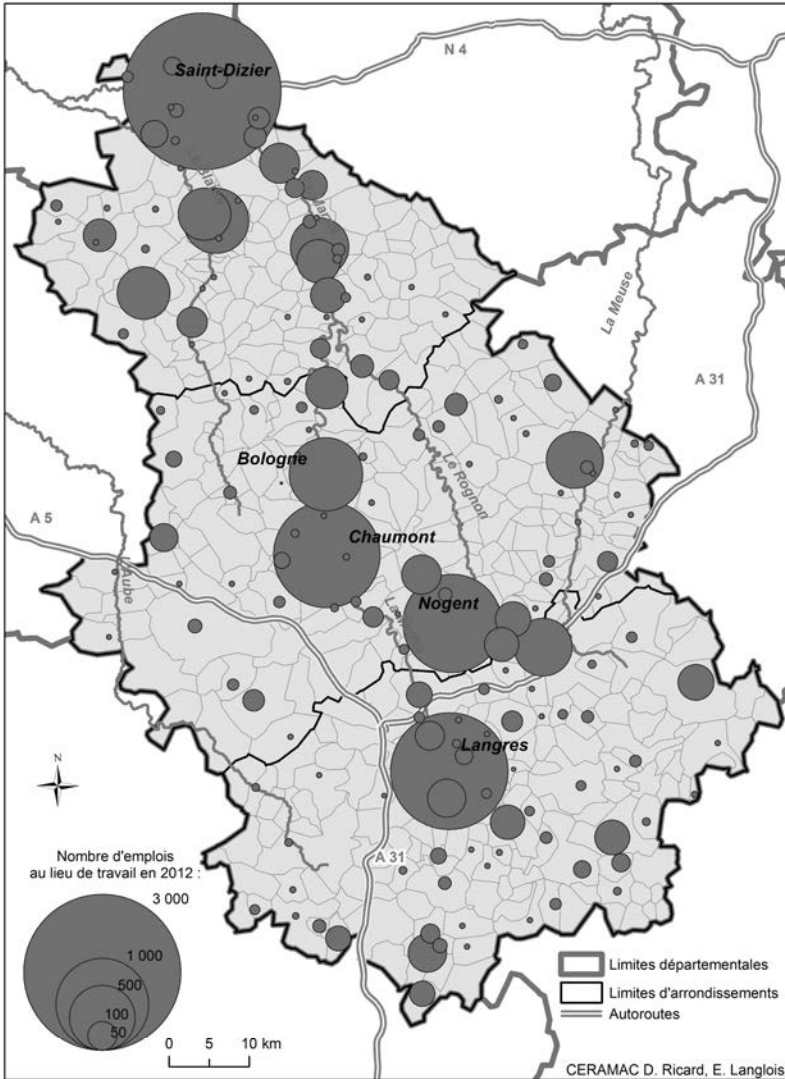 Saint-Dizier
N 4
La Meuse
A 31
Bologne
Le Rognon
A 5
Chaumont
L'Aube
Nogent
Langres
N
A 31
Nombre d'emplois
au lieu de travail en 2012 :
3 000
1 000
500
100
50
0 5 10 km
Limites départementales
Limites d'arrondissements
Autoroutes
CERAMAC D. Ricard, E. Langlois